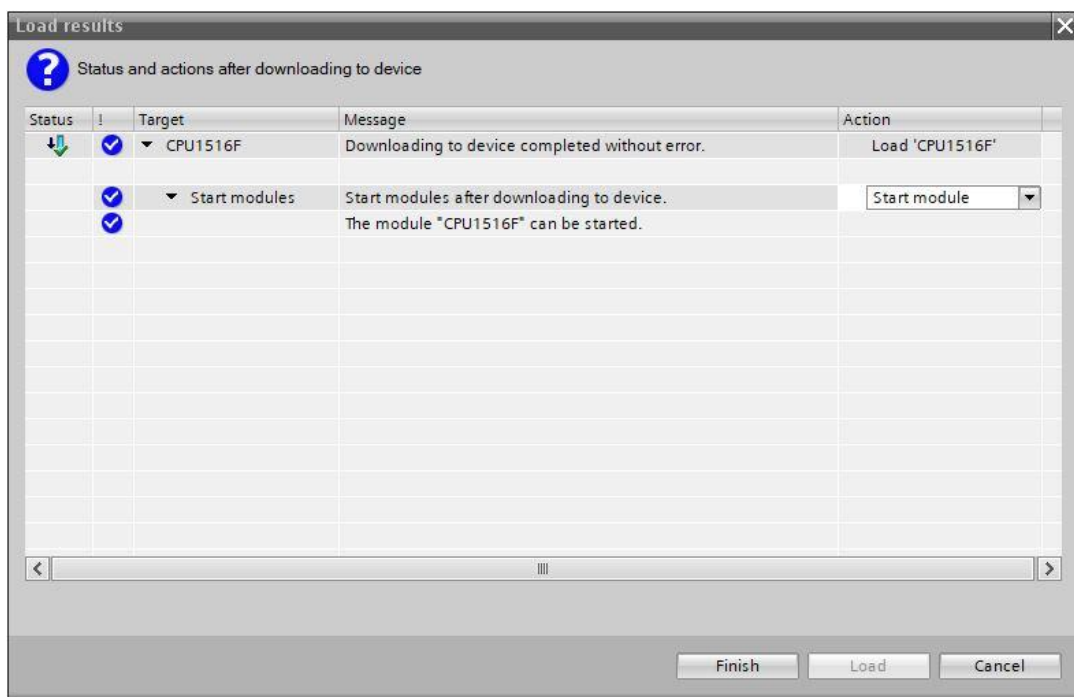 Load results
Status and actions after downloading to device
Status ! Target Message Action
CPU1516F Downloading to device completed without error. Load 'CPU1516F'
Start modules Start modules after downloading to device. Start module
The module "CPU1516F" can be started.
Finish Load Cancel